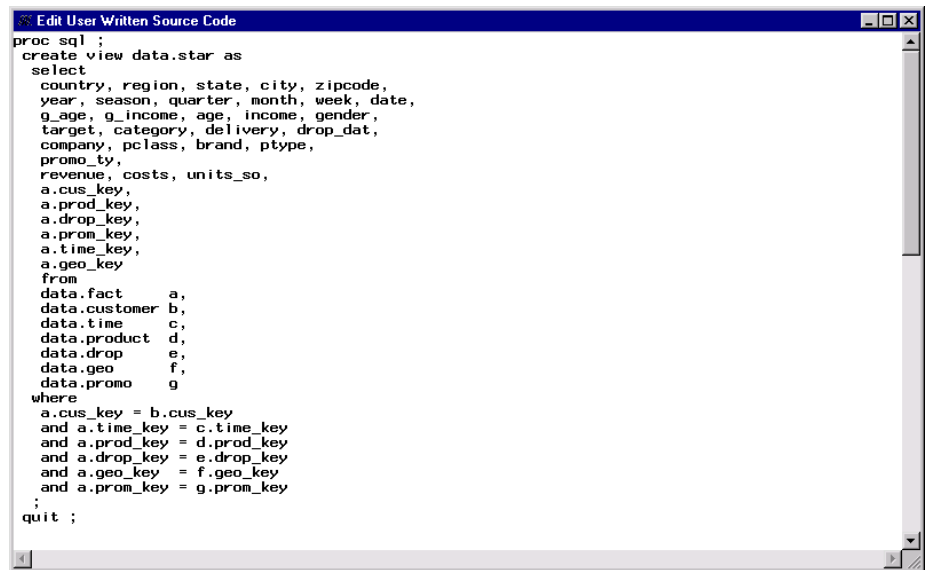 Edit User Written Source Code
proc sql ;
create view data.star as
select
country, region, state, city, zipcode,
year, season, quarter, month, week, date,
g_age, g_income, age, income, gender,
target, category, delivery, drop_dat,
company, pclass, brand, ptype,
promo_ty,
revenue, costs, units_so,
a.cus_key,
a.prod_key,
a.drop_key,
a.prom_key,
a.time_key,
a.geo_key
from
data.fact a,
data.customer b,
data.time c,
data.product d,
data.drop e,
data.geo f,
data.promo g
where
a.cus_key = b.cus_key
and a.time_key = c.time_key
and a.prod_key = d.prod_key
and a.drop_key = e.drop_key
and a.geo_key = f.geo_key
and a.prom_key = g.prom_key
;
quit ;